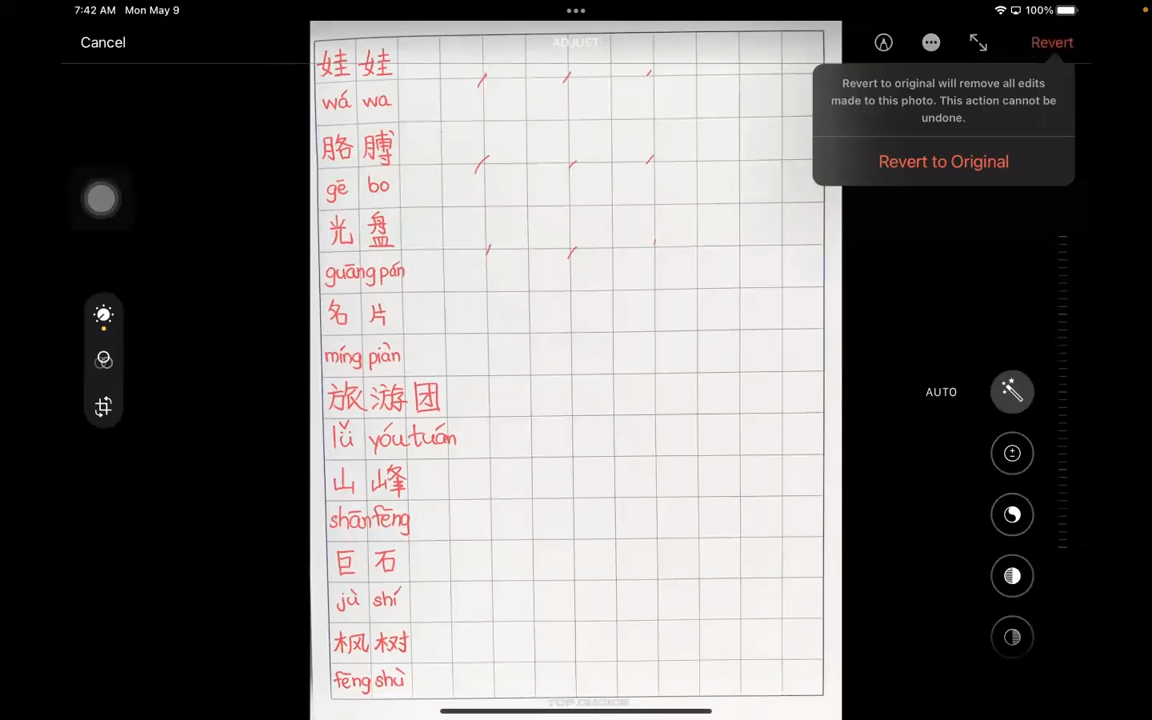 7:42 AM Mon May 9
100%
Cancel
ADJUST
Revert
Revert to original will remove all edits
made to this photo. This action cannot be
undone.
Revert to Original
AUTO
娃娃
wá wa
胳膊
gē bo
光盘
guāng pán
名片
míng piàn
旅游团
lǚ yóu tuán
山峰
shān fēng
巨石
jù shí
枫树
fēng shù
TOP CHOICE